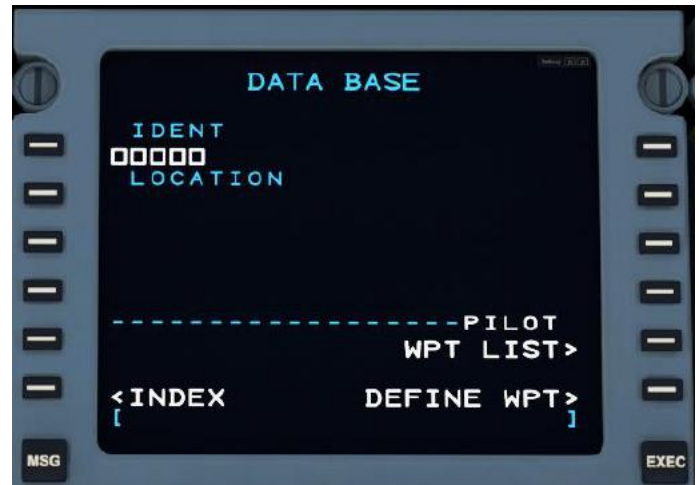 DATA BASE
IDENT
□□□□□
LOCATION
-------------------PILOT
WPT LIST>
<INDEX DEFINE WPT>
[ ]
MSG EXEC